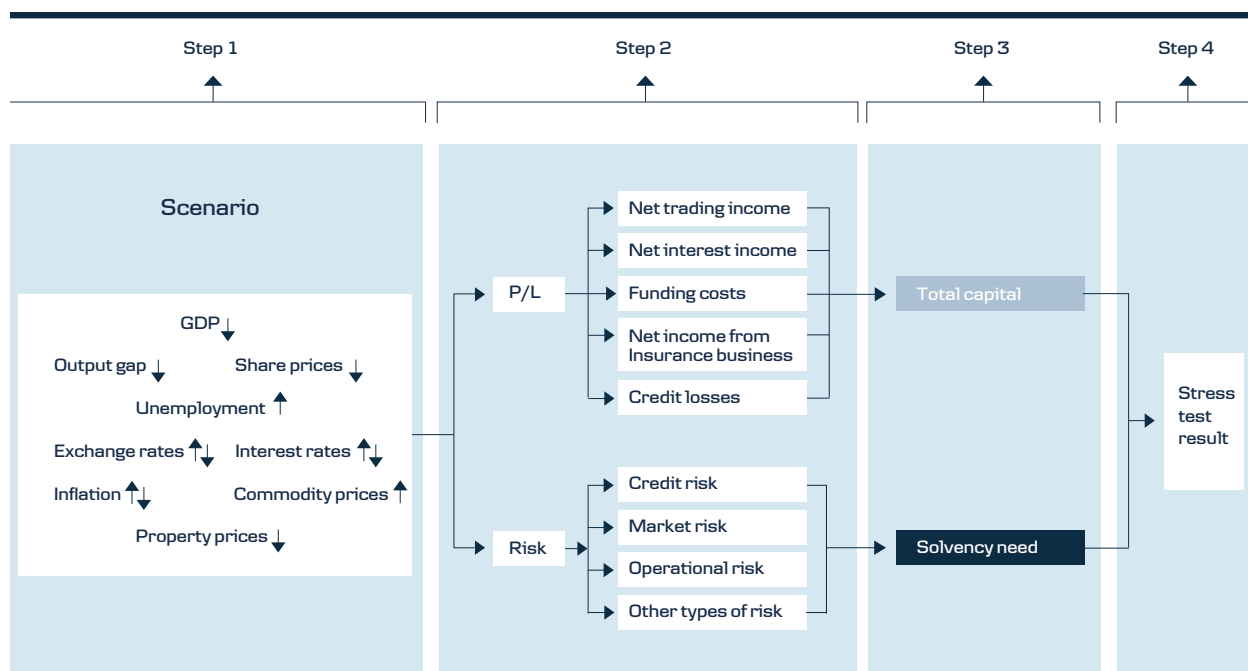 Step 1
Step 2
Step 3
Step 4
Scenario
GDP
Output gap
Share prices
Unemployment
Exchange rates
Interest rates
Inflation
Commodity prices
Property prices
P/L
Net trading income
Net interest income
Funding costs
Net income from
Insurance business
Credit losses
Risk
Credit risk
Market risk
Operational risk
Other types of risk
Total capital
Solvency need
Stress
test
result